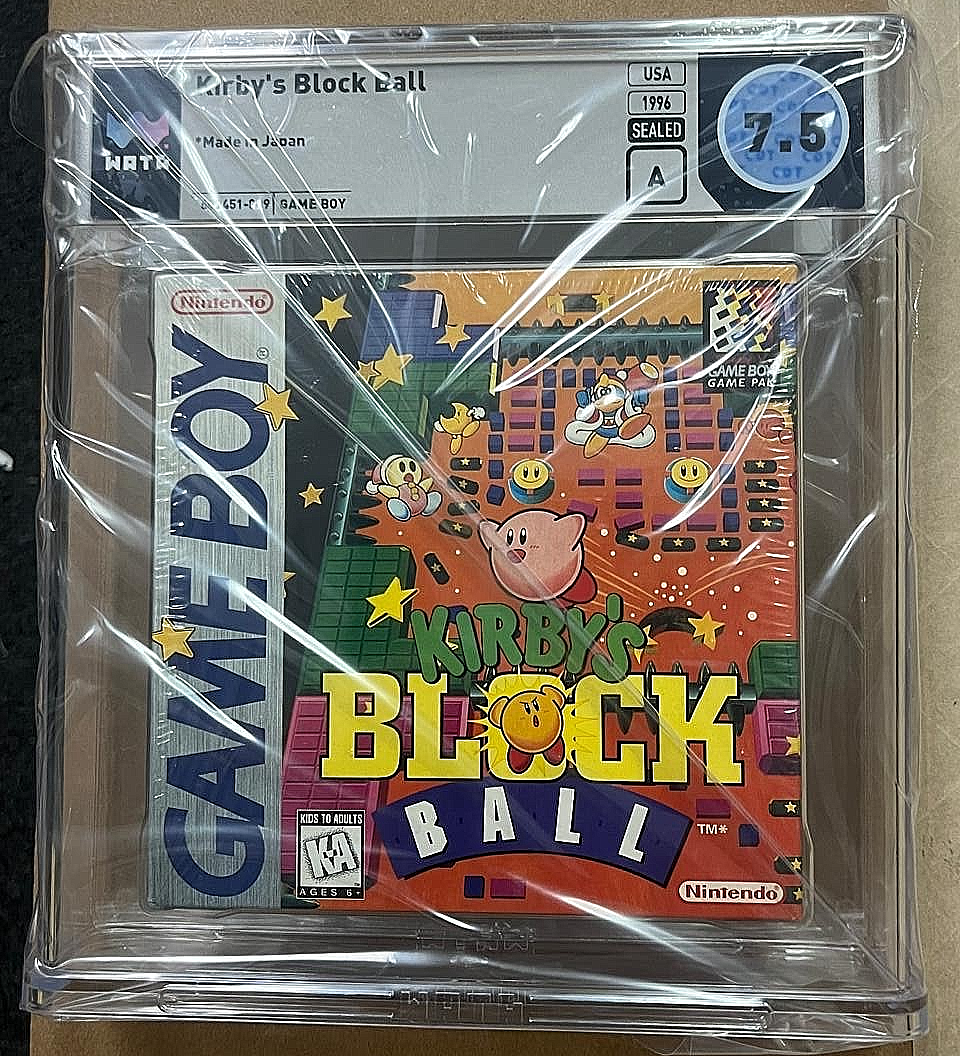 Kirby's Block Ball
USA
1996
SEALED
A
7.5
WATA
*Made in Japan
GAME BOY
Nintendo
GAME BOY
®
GAME BOY
GAME PAK
KIRBY'S
BLOCK
BALL
TM*
KIDS TO ADULTS
KA
AGES 6+
Nintendo